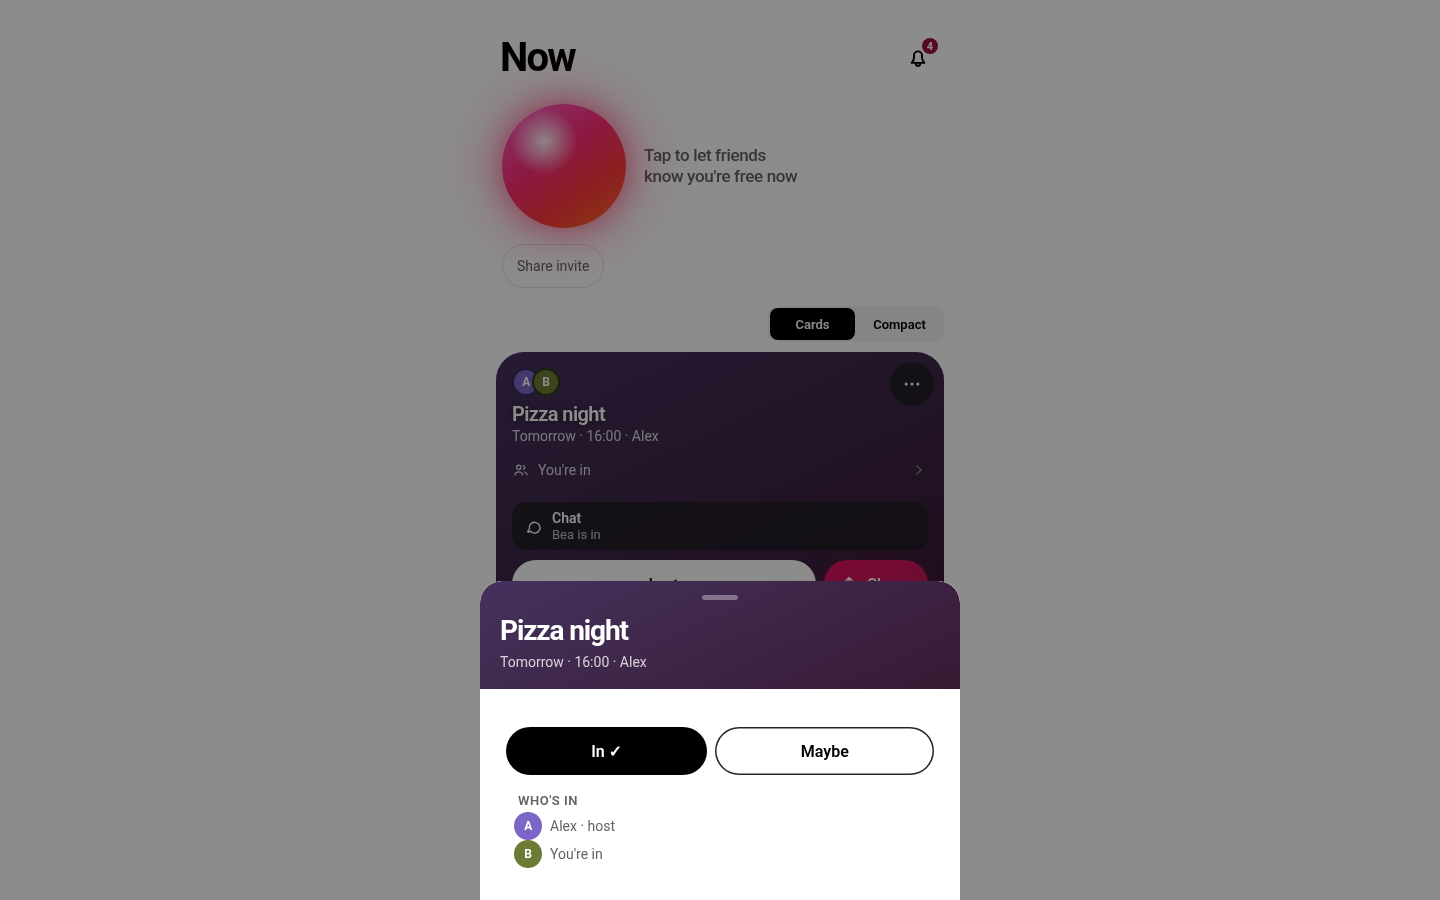 Now
4
Tap to let friends
know you're free now
Share invite
Cards
Compact
A
B
Pizza night
Tomorrow · 16:00 · Alex
You're in
Chat
Bea is in
Pizza night
Tomorrow · 16:00 · Alex
In ✓
Maybe
WHO'S IN
A
Alex · host
B
You're in